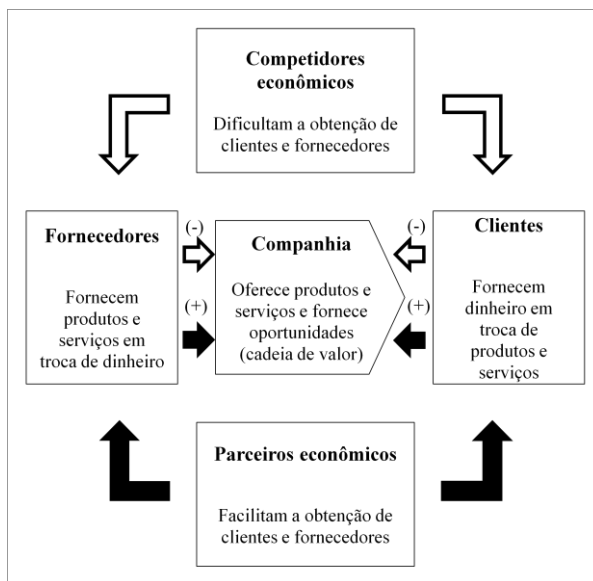 Competidores
econômicos
Dificultam a obtenção de
clientes e fornecedores
Fornecedores
Fornecem
produtos e
serviços em
troca de dinheiro
(-)
(+)
Companhia
Oferece produtos e
serviços e fornece
oportunidades
(cadeia de valor)
(-)
(+)
Clientes
Fornecem
dinheiro em
troca de
produtos e
serviços
Parceiros econômicos
Facilitam a obtenção de
clientes e fornecedores